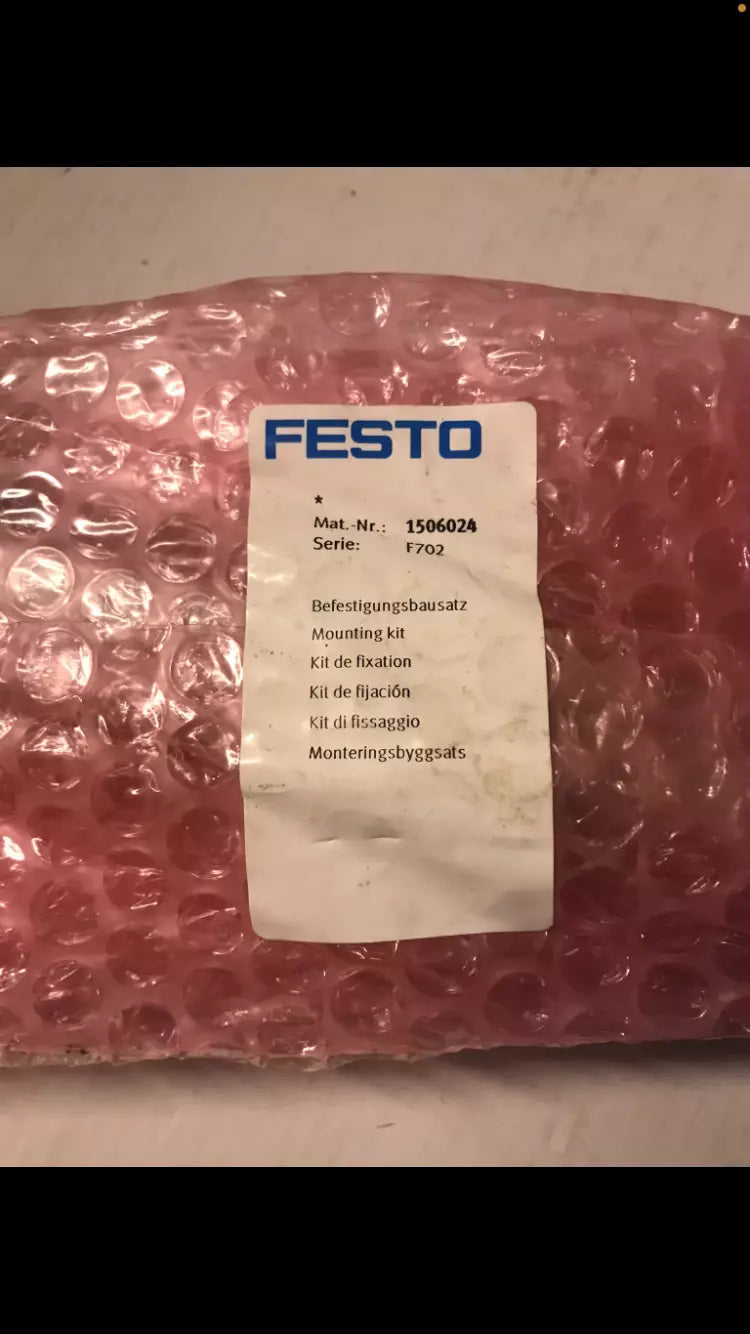 FESTO
*
Mat.-Nr.: 1506024
Serie: F702
Befestigungsbausatz
Mounting kit
Kit de fixation
Kit de fijación
Kit di fissaggio
Monteringsbyggsats